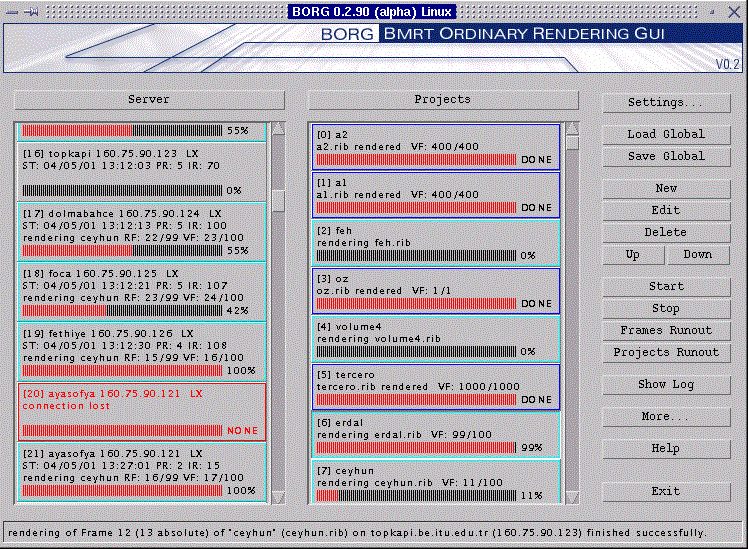 BORG 0.2.90 (alpha) Linux
BORG BMRT ORDINARY RENDERING GUI
V0.2
Server
55%
[16] topkapi 160.75.90.123 LX
ST: 04/05/01 13:12:03 PR: 5 IR: 70
0%
[17] dolmabahce 160.75.90.124 LX
ST: 04/05/01 13:12:13 PR: 5 IR: 100
rendering ceyhun RF: 22/99 VF: 23/100
55%
[18] foca 160.75.90.125 LX
ST: 04/05/01 13:12:21 PR: 5 IR: 107
rendering ceyhun RF: 23/99 VF: 24/100
42%
[19] fethiye 160.75.90.126 LX
ST: 04/05/01 13:12:30 PR: 4 IR: 108
rendering ceyhun RF: 15/99 VF: 16/100
100%
[20] ayasofya 160.75.90.121 LX
connection lost
NONE
[21] ayasofya 160.75.90.121 LX
ST: 04/05/01 13:27:01 PR: 2 IR: 15
rendering ceyhun RF: 16/99 VF: 17/100
100%
Projects
[0] a2
a2.rib rendered VF: 400/400
DONE
[1] a1
a1.rib rendered VF: 400/400
DONE
[2] feh
rendering feh.rib
0%
[3] oz
oz.rib rendered VF: 1/1
DONE
[4] volume4
rendering volume4.rib
0%
[5] tercero
tercero.rib rendered VF: 1000/1000
DONE
[6] erdal
rendering erdal.rib VF: 99/100
99%
[7] ceyhun
rendering ceyhun.rib VF: 11/100
11%
Settings...
Load Global
Save Global
New
Edit
Delete
Up Down
Start
Stop
Frames Runout
Projects Runout
Show Log
More...
Help
Exit
rendering of Frame 12 (13 absolute) of "ceyhun" (ceyhun.rib) on topkapi.be.itu.edu.tr (160.75.90.123) finished successfully.